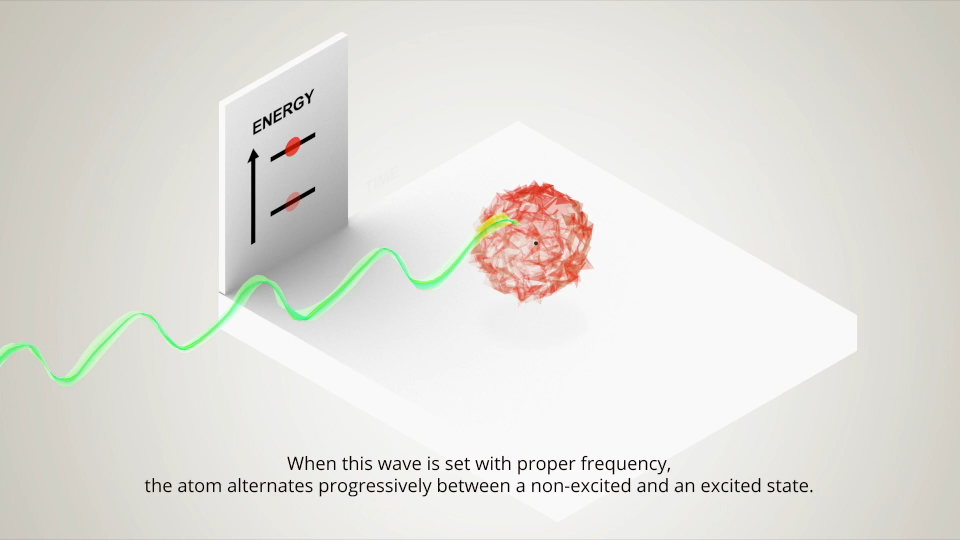 ENERGY
TIME
When this wave is set with proper frequency,
the atom alternates progressively between a non-excited and an excited state.